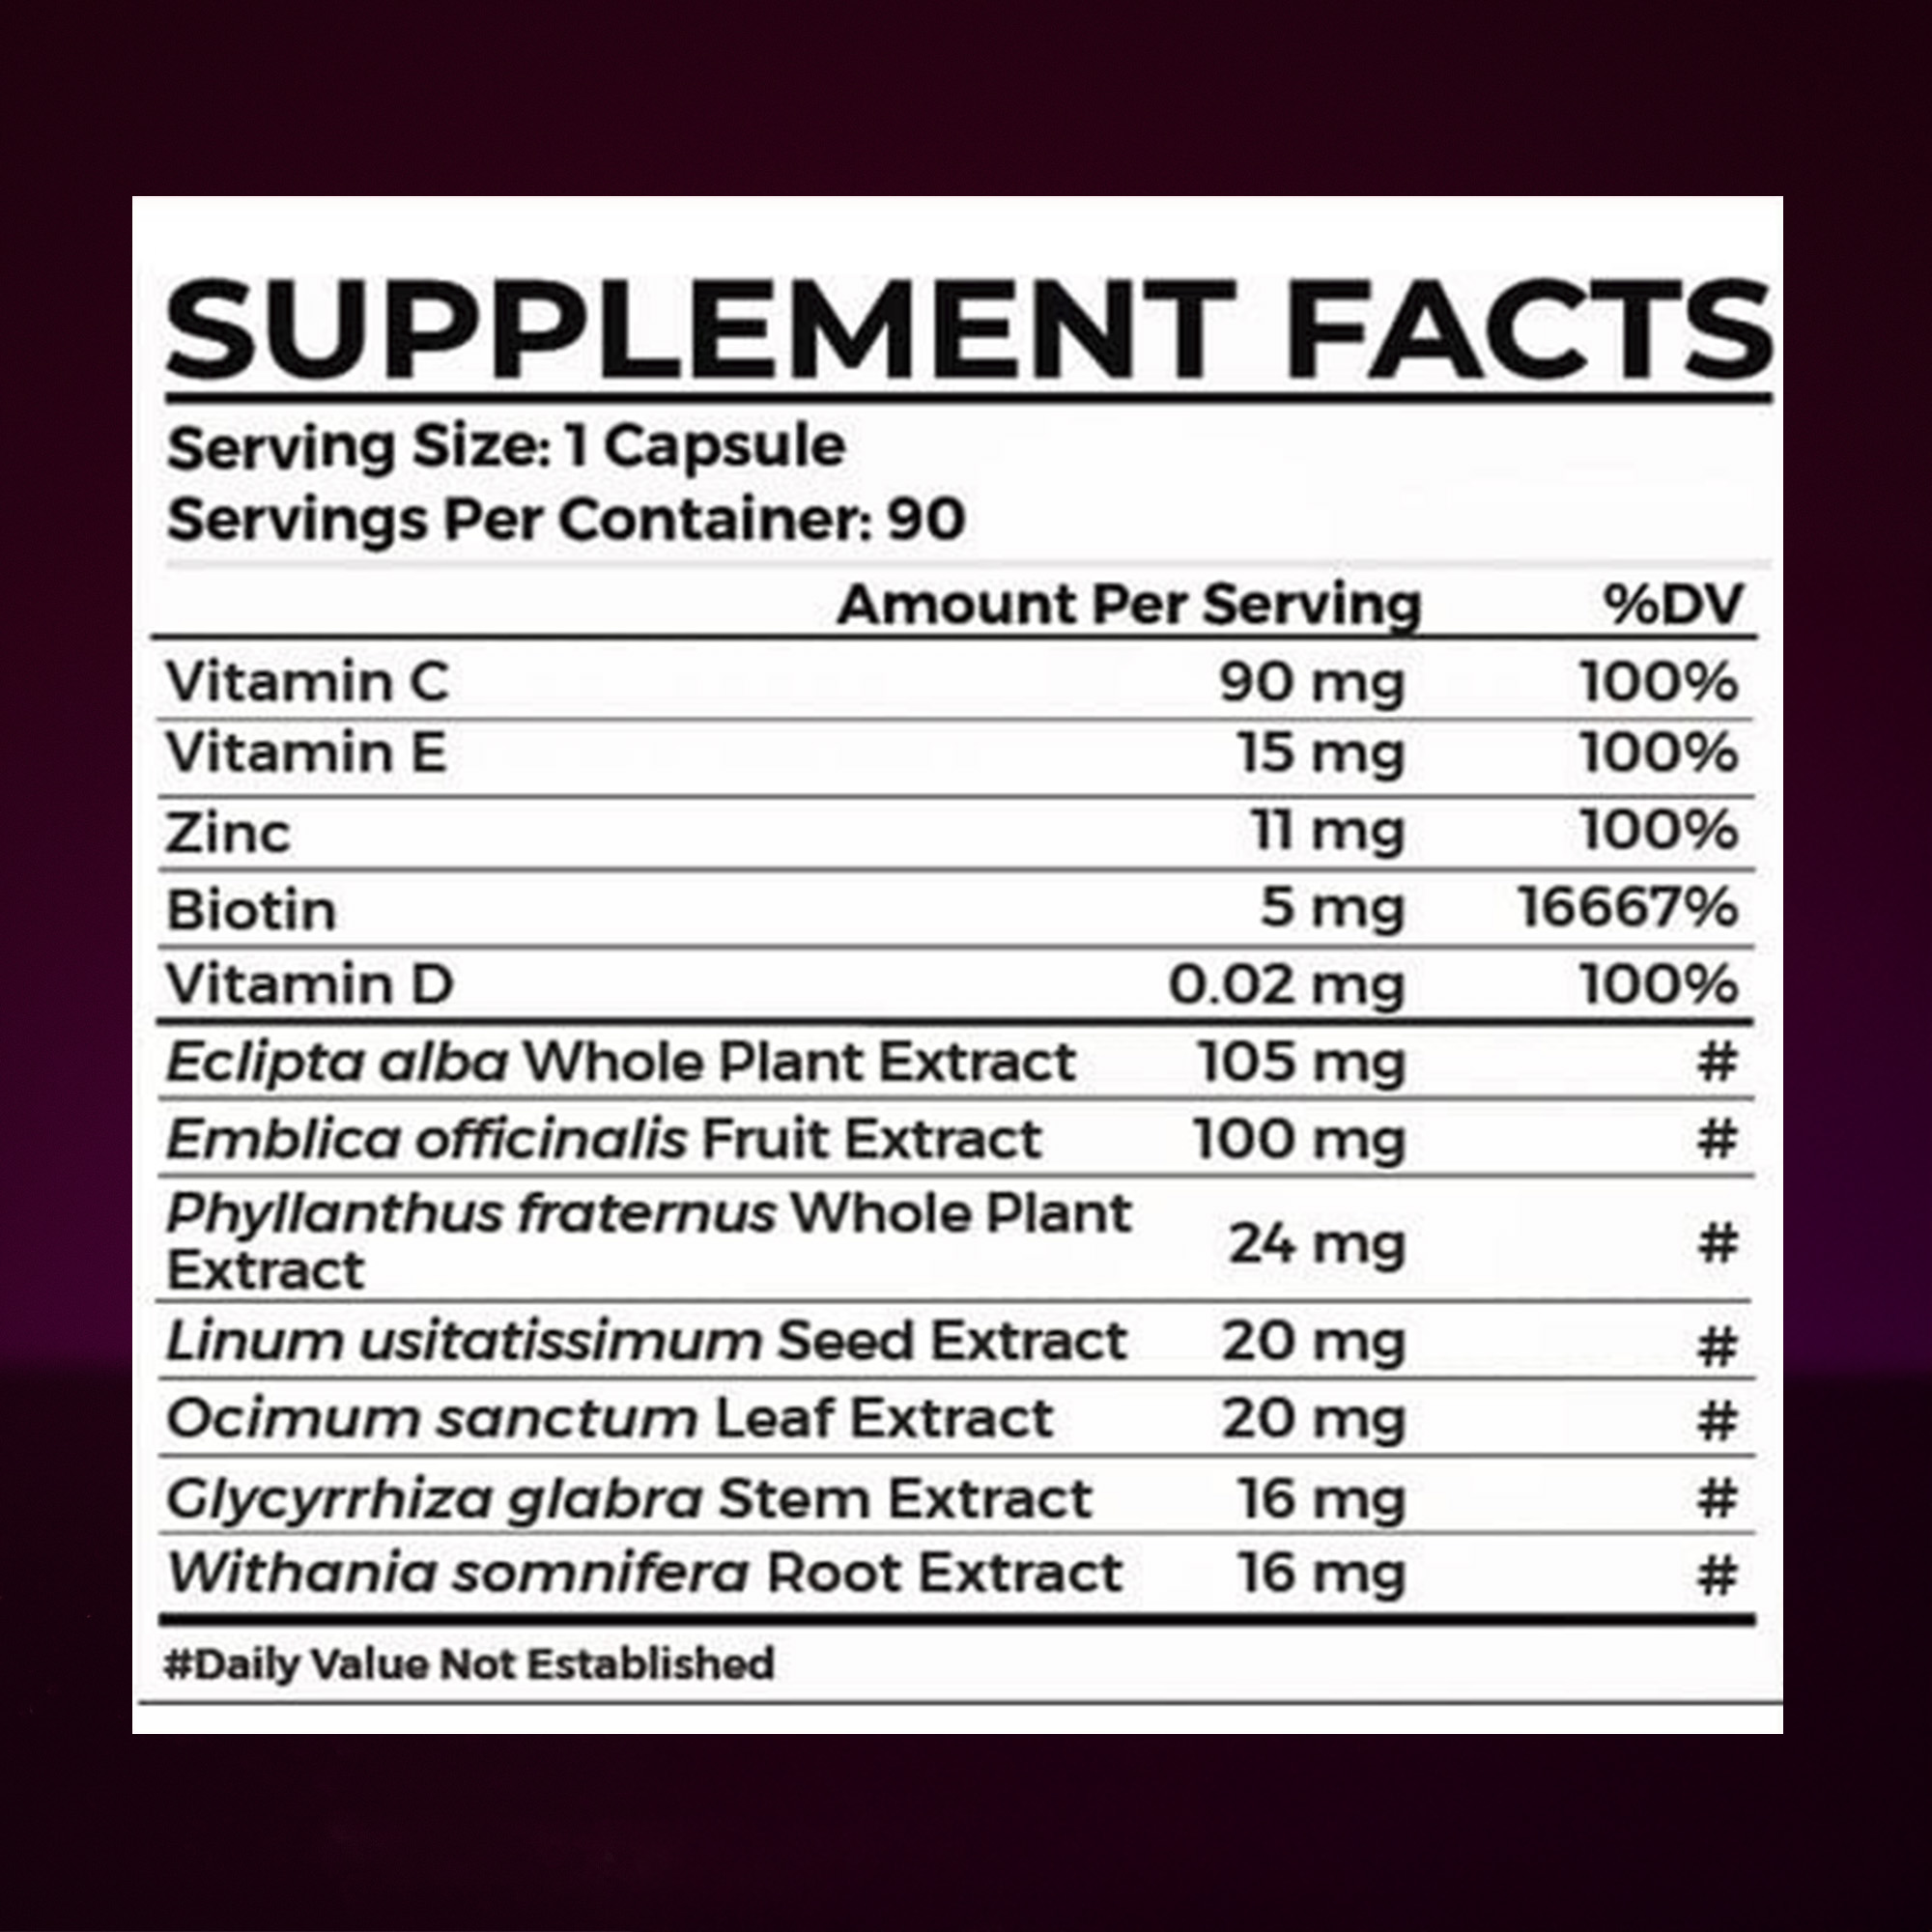 SUPPLEMENT FACTS
Serving Size: 1 Capsule
Servings Per Container: 90
Amount Per Serving %DV
Vitamin C 90 mg 100%
Vitamin E 15 mg 100%
Zinc 11 mg 100%
Biotin 5 mg 16667%
Vitamin D 0.02 mg 100%
Eclipta alba Whole Plant Extract 105 mg #
Emblica officinalis Fruit Extract 100 mg #
Phyllanthus fraternus Whole Plant
Extract 24 mg #
Linum usitatissimum Seed Extract 20 mg #
Ocimum sanctum Leaf Extract 20 mg #
Glycyrrhiza glabra Stem Extract 16 mg #
Withania somnifera Root Extract 16 mg #
#Daily Value Not Established